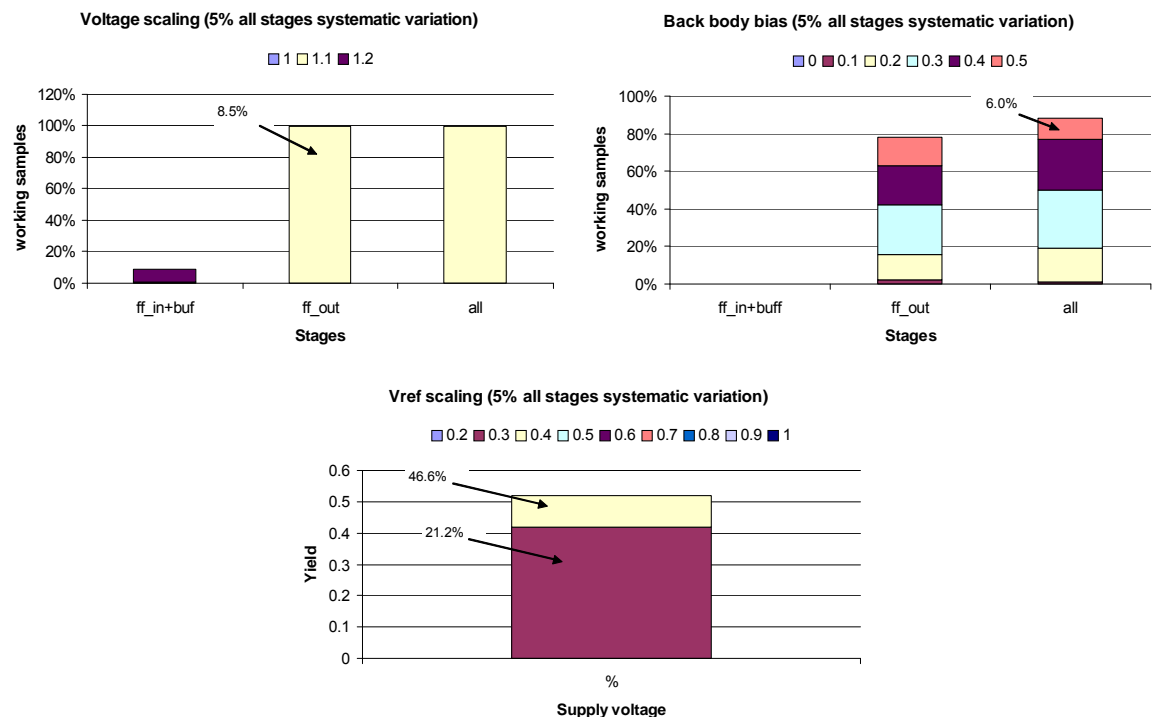 Voltage scaling (5% all stages systematic variation)
1 1.1 1.2
120%
100%
80%
60%
40%
20%
0%
working samples
8.5%
ff_in+buf ff_out all
Stages
Back body bias (5% all stages systematic variation)
0 0.1 0.2 0.3 0.4 0.5
100%
80%
60%
40%
20%
0%
working samples
6.0%
ff_in+buff ff_out all
Stages
Vref scaling (5% all stages systematic variation)
0.2 0.3 0.4 0.5 0.6 0.7 0.8 0.9 1
0.6
0.5
0.4
0.3
0.2
0.1
0
Yield
46.6%
21.2%
%
Supply voltage